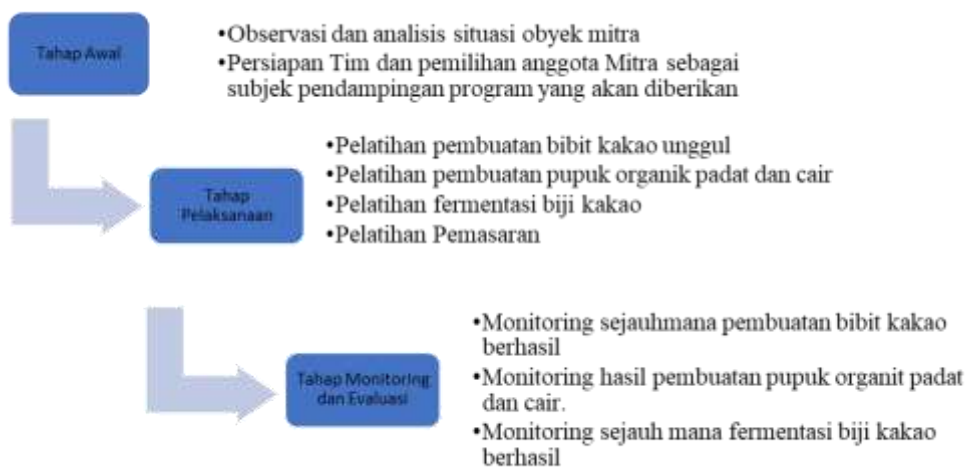 Tahap Awal
•Observasi dan analisis situasi obyek mitra
•Persiapan Tim dan pemilihan anggota Mitra sebagai
subjek pendampingan program yang akan diberikan
Tahap
Pelaksanaan
•Pelatihan pembuatan bibit kakao unggul
•Pelatihan pembuatan pupuk organik padat dan cair
•Pelatihan fermentasi biji kakao
•Pelatihan Pemasaran
Tahap Monitoring
dan Evaluasi
•Monitoring sejauhmana pembuatan bibit kakao
berhasil
•Monitoring hasil pembuatan pupuk organit padat
dan cair.
•Monitoring sejauh mana fermentasi biji kakao
berhasil